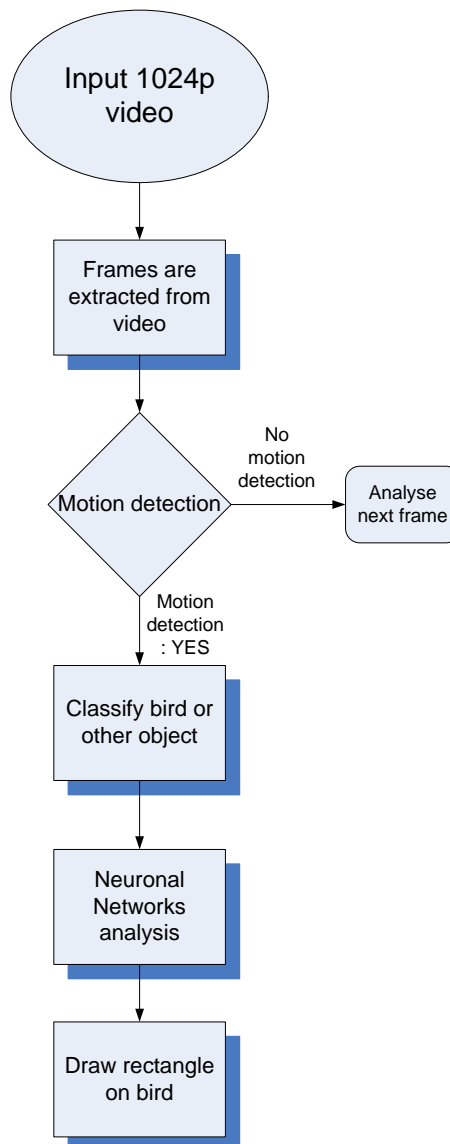 Input 1024p
video
Frames are
extracted from
video
Motion detection
No
motion
detection
Analyse
next frame
Motion
detection
: YES
Classify bird or
other object
Neuronal
Networks
analysis
Draw rectangle
on bird